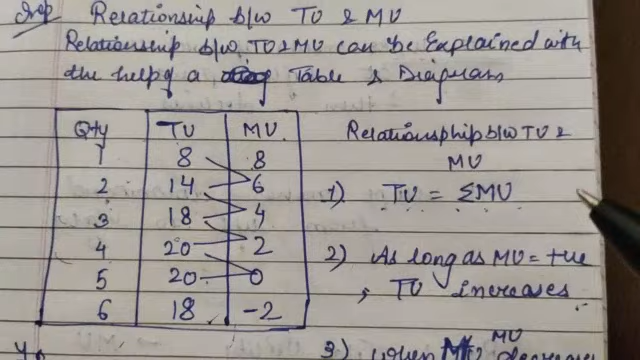 Imp Relationship b/w TU & MU
Relationship b/w TU & MU can be Explained with
the help of a Table & Diagram
Qty TU MU
1 8 8
2 14 6
3 18 4
4 20 2
5 20 0
6 18 -2
Relationship b/w TU &
MU
1) TU = ΣMU
2) As long as MU = +ve
, TU increases
3) When MU